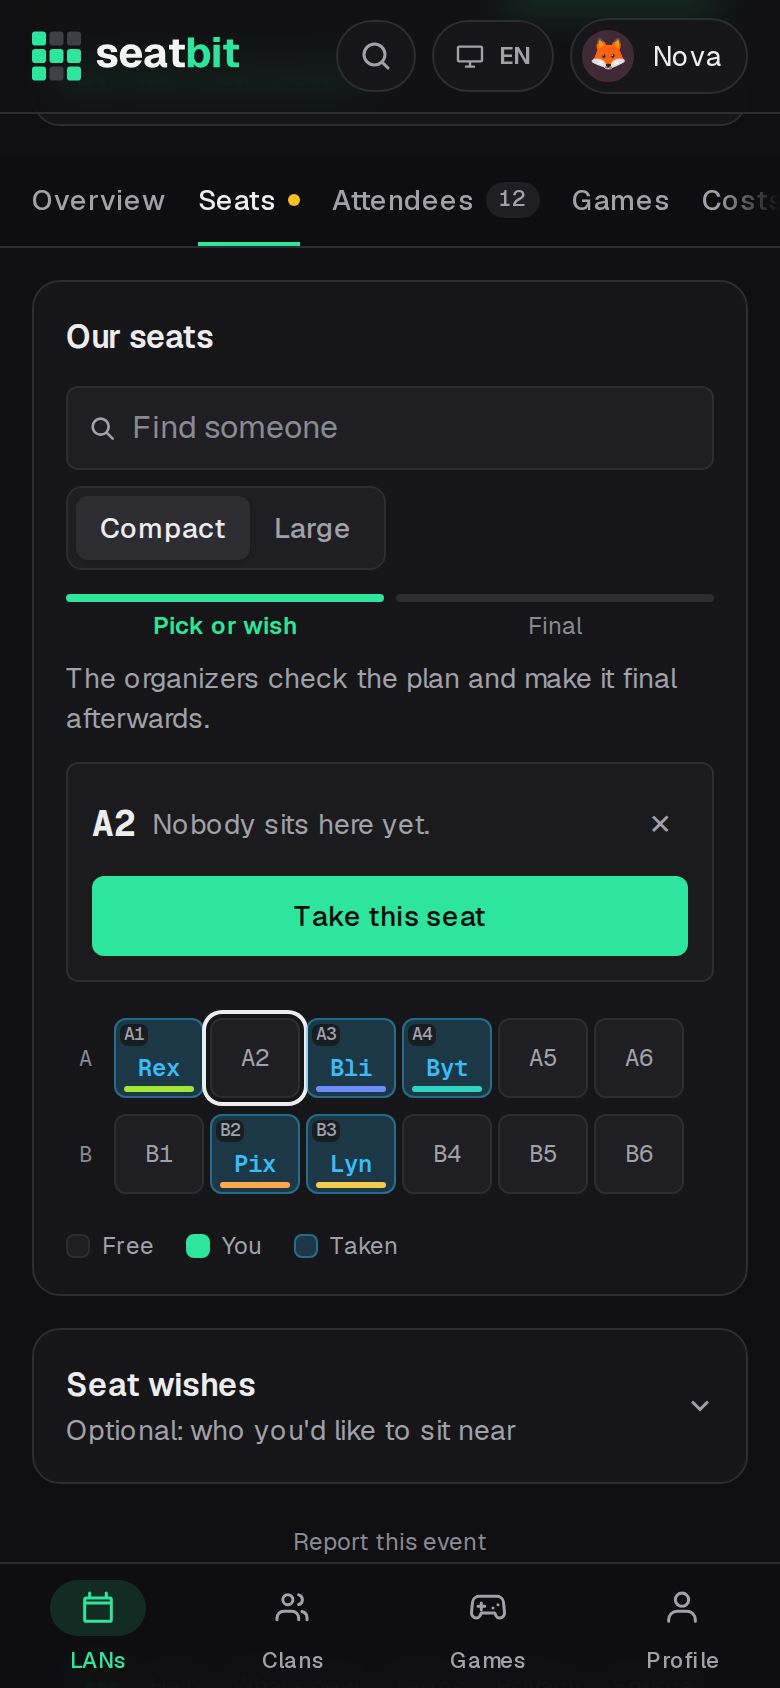 seatbit
EN
Nova
Overview
Seats
Attendees 12
Games
Costs
Our seats
Find someone
Compact
Large
Pick or wish
Final
The organizers check the plan and make it final
afterwards.
A2 Nobody sits here yet.
Take this seat
A
A1
Rex
A2
A3
Bli
A4
Byt
A5
A6
B
B1
B2
Pix
B3
Lyn
B4
B5
B6
Free
You
Taken
Seat wishes
Optional: who you'd like to sit near
Report this event
LANs
Clans
Games
Profile